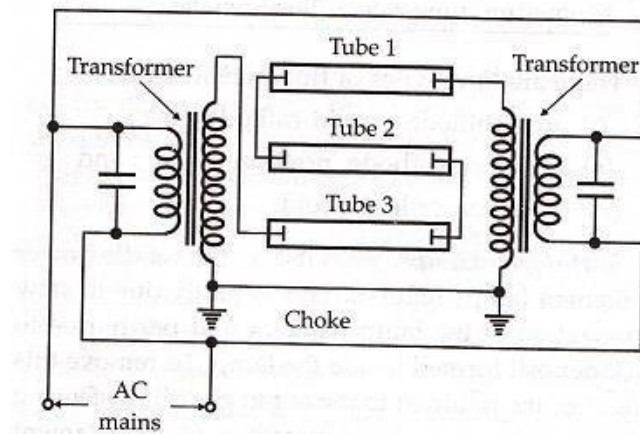 Tube 1
Transformer
Transformer
Tube 2
Tube 3
Choke
AC
mains